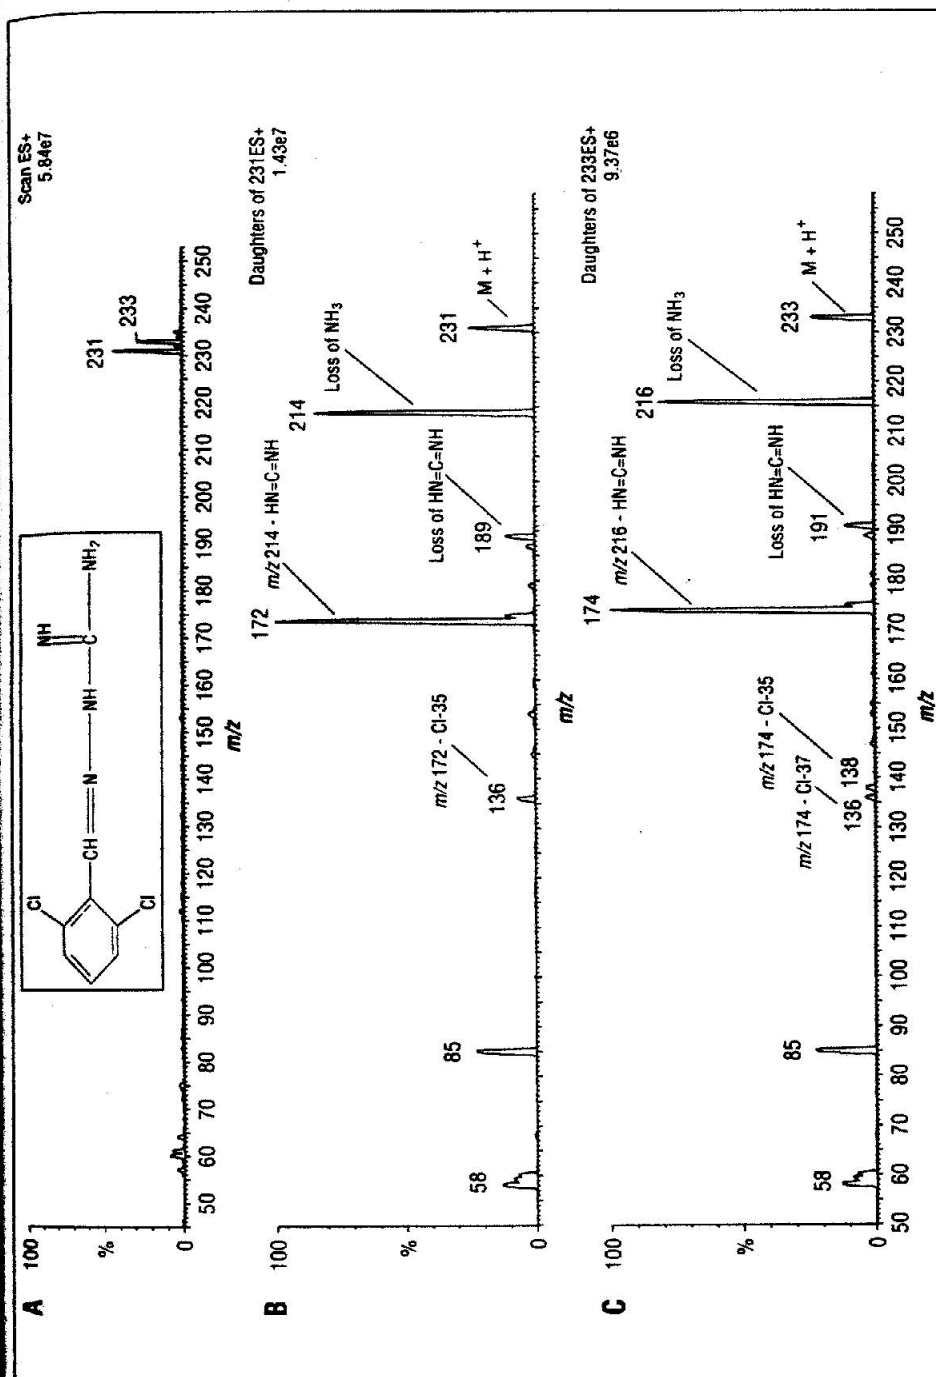 A
Scan ES+
5.84e7
100
%
0
231
233
Cl
Cl
CH
N
NH
NH
C
NH2
50 60 70 80 90 100 110 120 130 140 150 160 170 180 190 200 210 220 230 240 250
m/z
B
Daughters of 231ES+
1.43e7
100
%
0
58
85
136
m/z 172 - Cl-35
172
m/z 214 - HN=C=NH
189
Loss of HN=C=NH
214
Loss of NH3
231
M + H+
m/z
C
Daughters of 233ES+
9.37e6
100
%
0
58
85
136
m/z 174 - Cl-37
138
m/z 174 - Cl-35
174
m/z 216 - HN=C=NH
191
Loss of HN=C=NH
216
Loss of NH3
233
M + H+
50 60 70 80 90 100 110 120 130 140 150 160 170 180 190 200 210 220 230 240 250
m/z